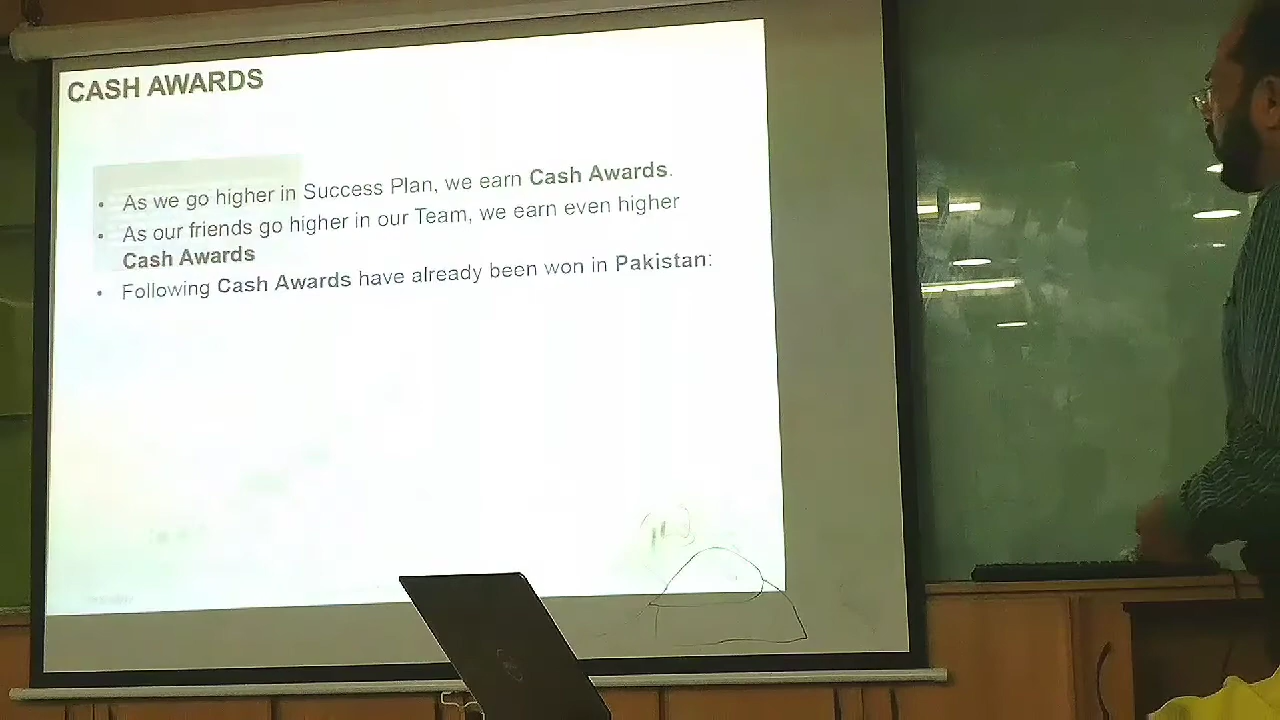 CASH AWARDS
• As we go higher in Success Plan, we earn Cash Awards.
• As our friends go higher in our Team, we earn even higher
Cash Awards
• Following Cash Awards have already been won in Pakistan: